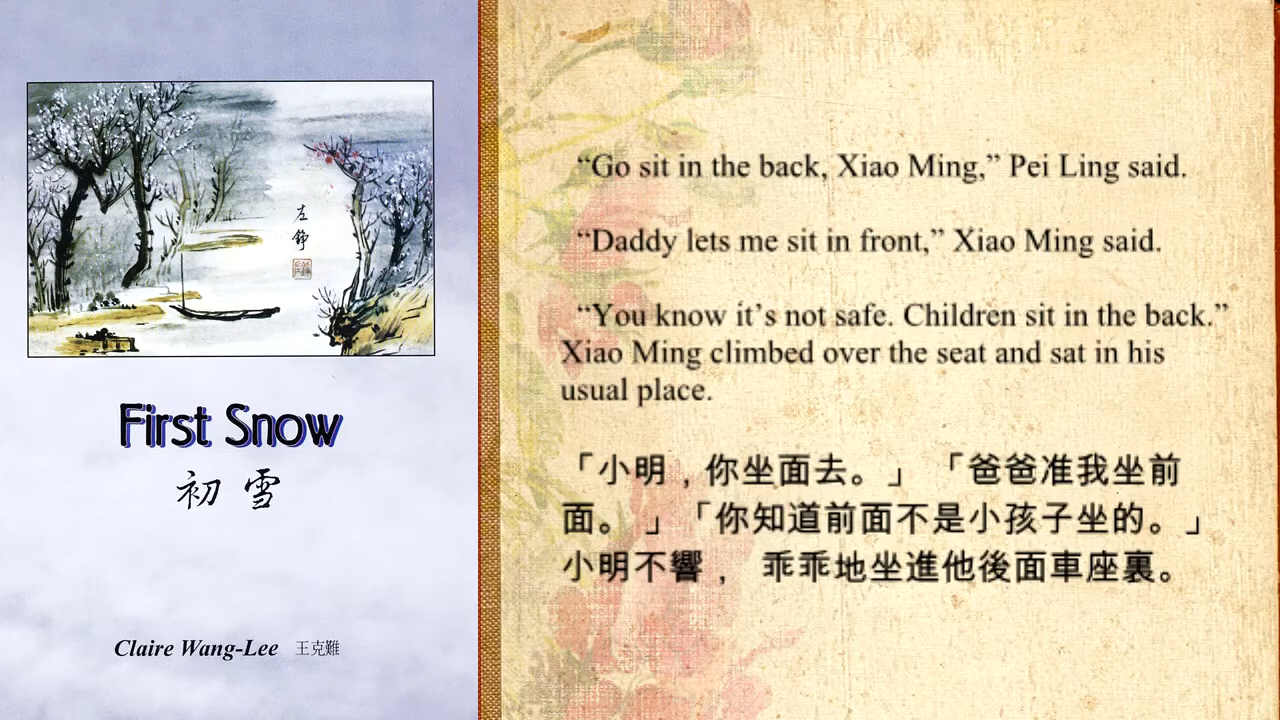 左
錚
First Snow
初 雪
Claire Wang-Lee 王克難
“Go sit in the back, Xiao Ming,” Pei Ling said.
“Daddy lets me sit in front,” Xiao Ming said.
“You know it’s not safe. Children sit in the back.”
Xiao Ming climbed over the seat and sat in his
usual place.
「小明，你坐面去。」 「爸爸准我坐前
面。 」「你知道前面不是小孩子坐的。」
小明不響， 乖乖地坐進他後面車座裏。